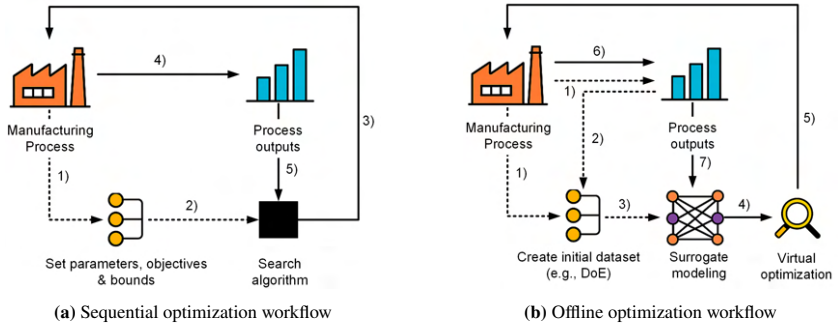 4)
Manufacturing
Process
Process
outputs
3)
1)
5)
2)
Set parameters, objectives
& bounds
Search
algorithm
(a) Sequential optimization workflow
6)
1)
Manufacturing
Process
Process
outputs
5)
2)
1)
7)
3)
4)
Create initial dataset
(e.g., DoE)
Surrogate
modeling
Virtual
optimization
(b) Offline optimization workflow